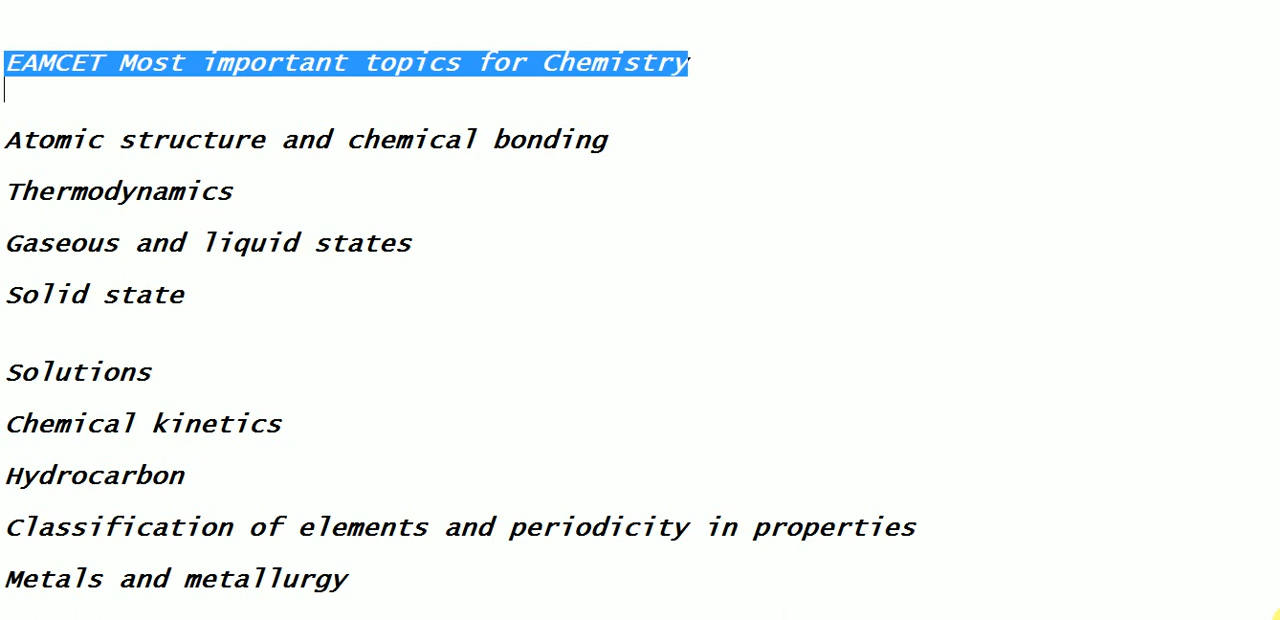 EAMCET Most important topics for Chemistry
Atomic structure and chemical bonding
Thermodynamics
Gaseous and liquid states
Solid state
Solutions
Chemical kinetics
Hydrocarbon
Classification of elements and periodicity in properties
Metals and metallurgy